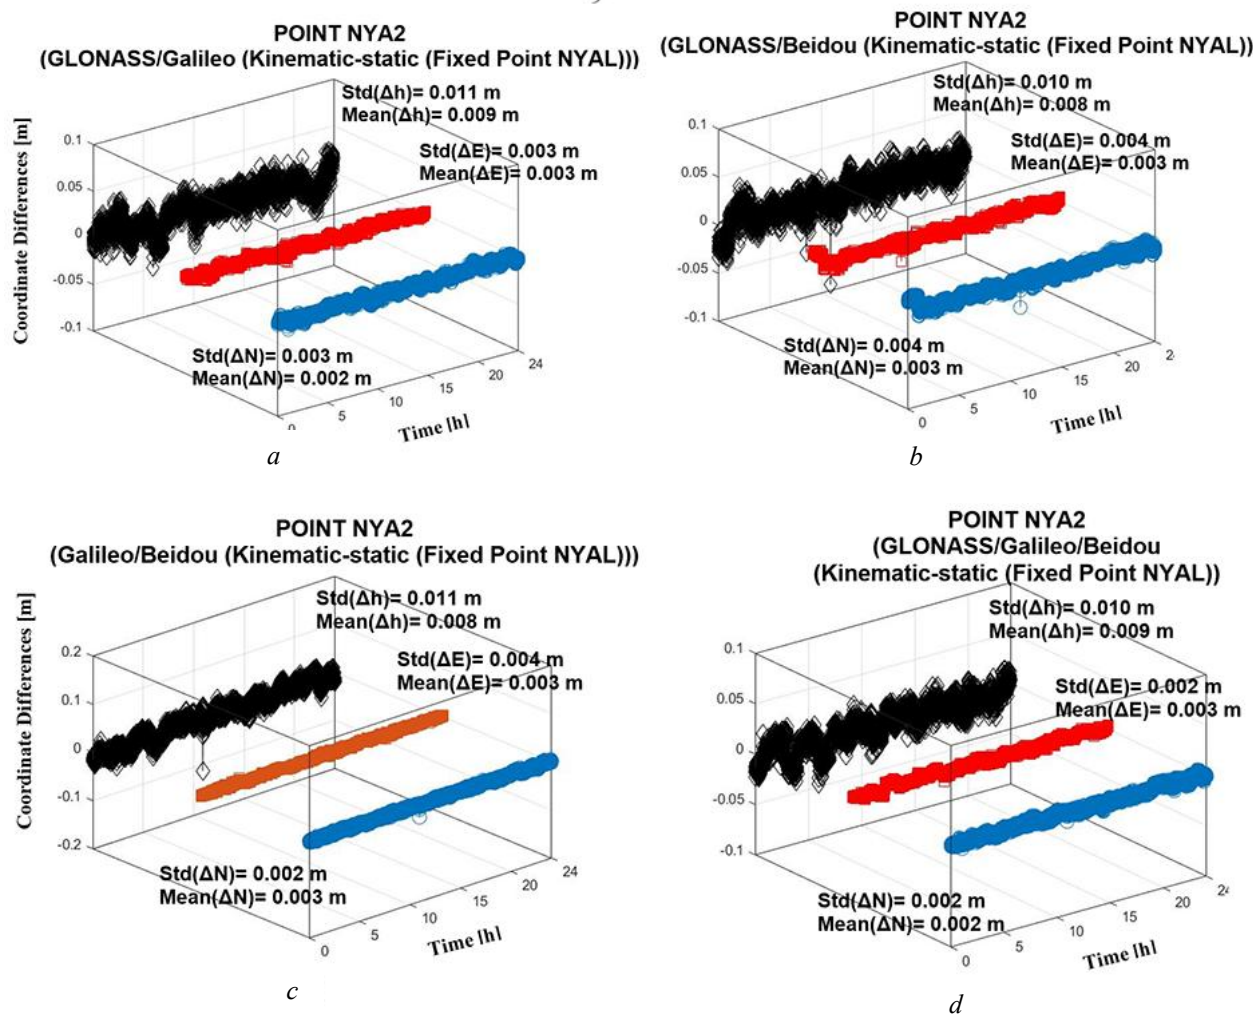 POINT NYA2
(GLONASS/Galileo (Kinematic-static (Fixed Point NYAL)))
Std(Δh)= 0.011 m
Mean(Δh)= 0.009 m
Std(ΔE)= 0.003 m
Mean(ΔE)= 0.003 m
Coordinate Differences [m]
0.1
0.05
0
-0.05
-0.1
Std(ΔN)= 0.003 m
Mean(ΔN)= 0.002 m
0
5
10
15
20
24
Time [h]
a
POINT NYA2
(GLONASS/Beidou (Kinematic-static (Fixed Point NYAL))
Std(Δh)= 0.010 m
Mean(Δh)= 0.008 m
Std(ΔE)= 0.004 m
Mean(ΔE)= 0.003 m
0.1
0.05
0
-0.05
-0.1
Std(ΔN)= 0.004 m
Mean(ΔN)= 0.003 m
0
5
10
15
20
Time [h]
b
POINT NYA2
(Galileo/Beidou (Kinematic-static (Fixed Point NYAL)))
Std(Δh)= 0.011 m
Mean(Δh)= 0.008 m
Std(ΔE)= 0.004 m
Mean(ΔE)= 0.003 m
Coordinate Differences [m]
0.2
0.1
0
-0.1
-0.2
Std(ΔN)= 0.002 m
Mean(ΔN)= 0.003 m
0
5
10
15
20
24
Time [h]
c
POINT NYA2
(GLONASS/Galileo/Beidou
(Kinematic-static (Fixed Point NYAL))
Std(Δh)= 0.010 m
Mean(Δh)= 0.009 m
Std(ΔE)= 0.002 m
Mean(ΔE)= 0.003 m
0.1
0.05
0
-0.05
-0.1
Std(ΔN)= 0.002 m
Mean(ΔN)= 0.002 m
0
5
10
15
20
Time [h]
d